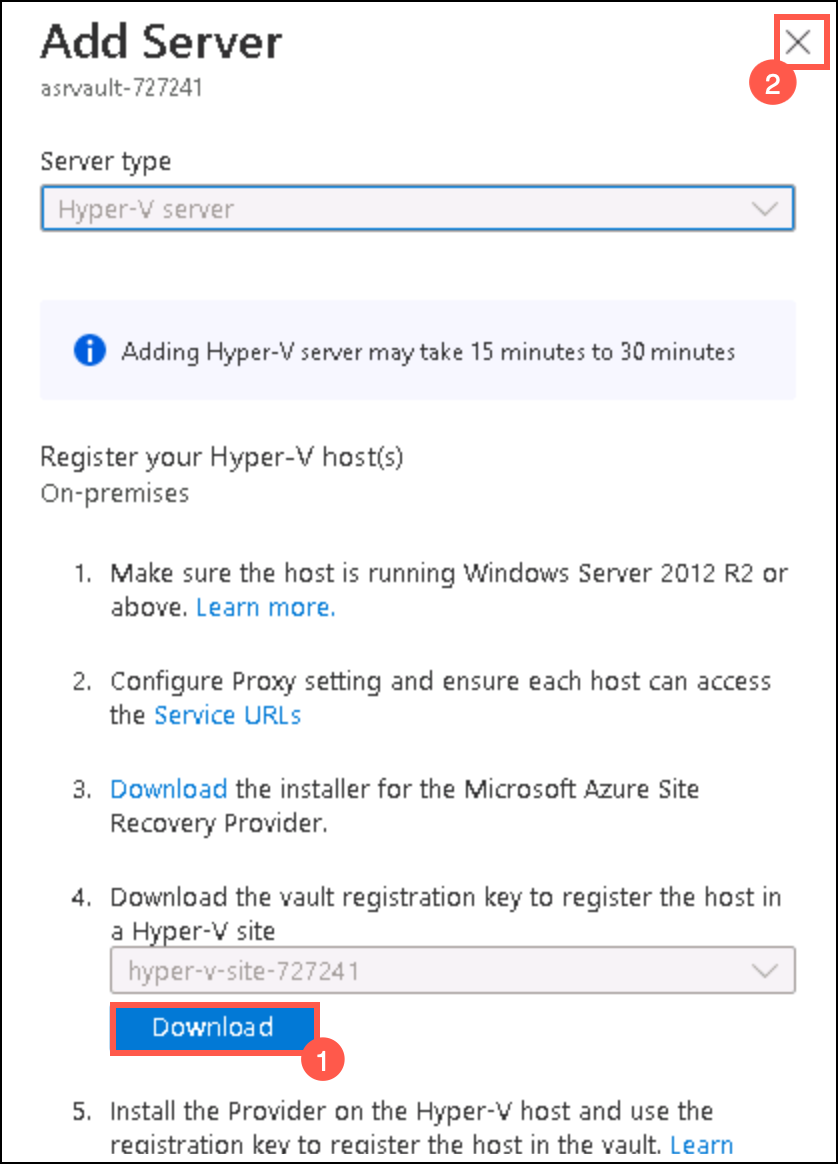 Add Server
2
asrvault-727241
Server type
Hyper-V server
Adding Hyper-V server may take 15 minutes to 30 minutes
Register your Hyper-V host(s)
On-premises
1. Make sure the host is running Windows Server 2012 R2 or
above. Learn more.
2. Configure Proxy setting and ensure each host can access
the Service URLs
3. Download the installer for the Microsoft Azure Site
Recovery Provider.
4. Download the vault registration key to register the host in
a Hyper-V site
hyper-v-site-727241
Download
1
5. Install the Provider on the Hyper-V host and use the
registration key to register the host in the vault. Learn